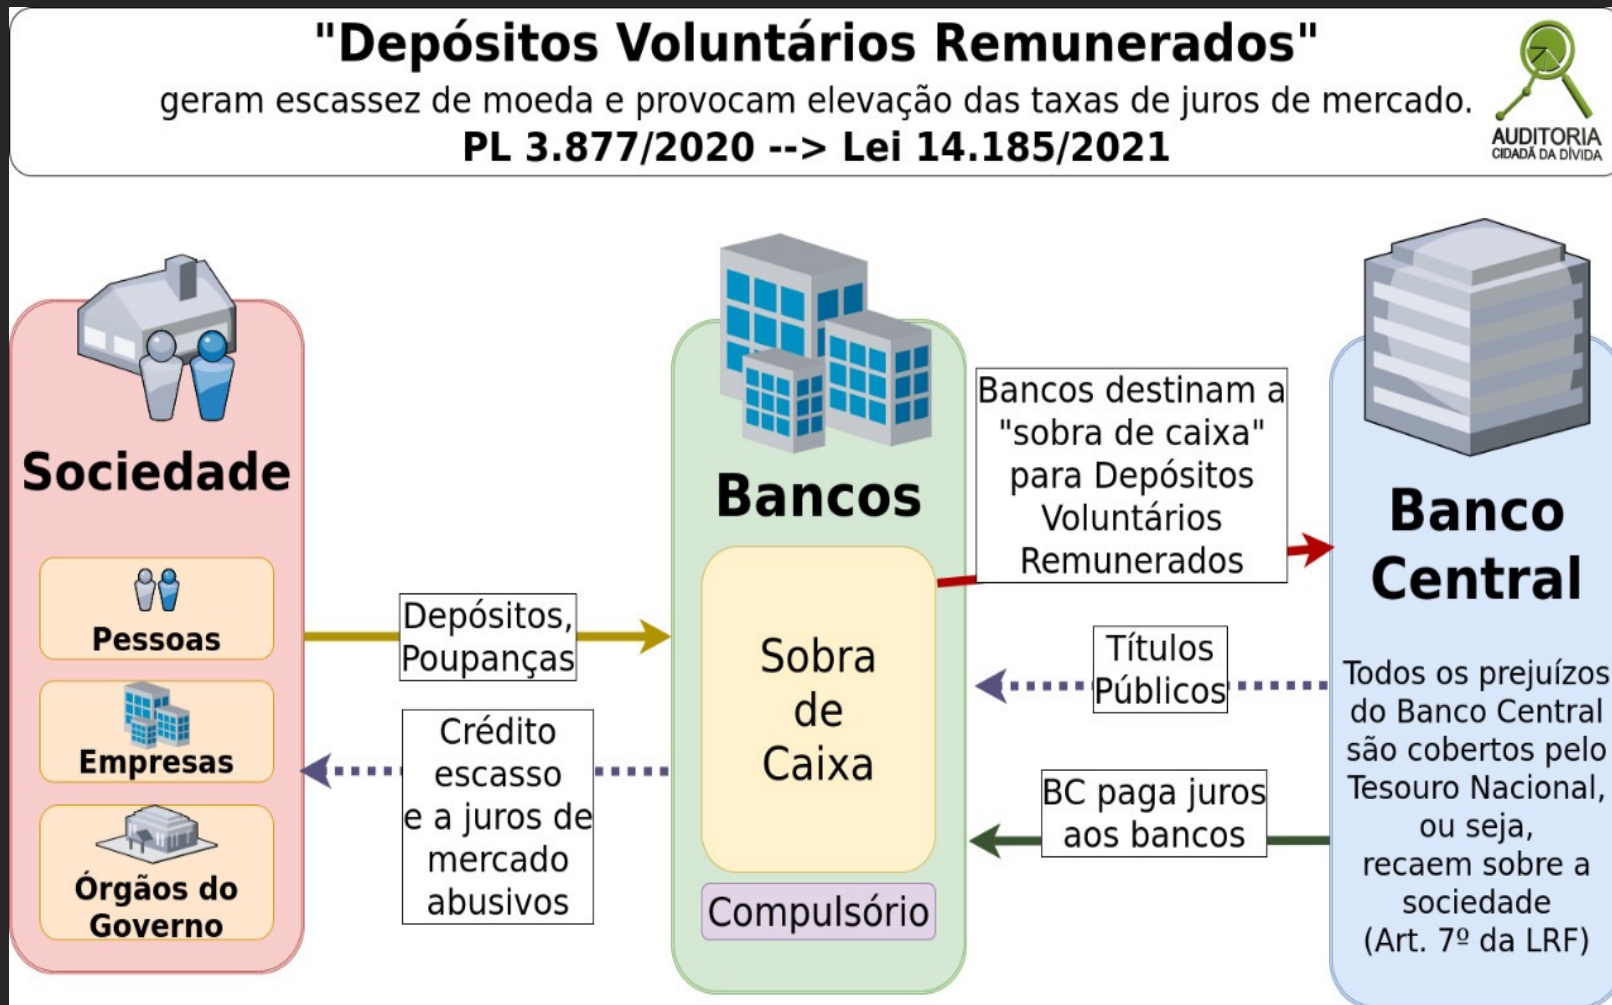 "Depósitos Voluntários Remunerados"
geram escassez de moeda e provocam elevação das taxas de juros de mercado.
PL 3.877/2020 --> Lei 14.185/2021
AUDITORIA
CIDADÃ DA DÍVIDA
Sociedade
Pessoas
Empresas
Órgãos do
Governo
Depósitos,
Poupanças
Crédito
escasso
e a juros de
mercado
abusivos
Bancos
Sobra
de
Caixa
Compulsório
Bancos destinam a
"sobra de caixa"
para Depósitos
Voluntários
Remunerados
Títulos
Públicos
BC paga juros
aos bancos
Banco
Central
Todos os prejuízos
do Banco Central
são cobertos pelo
Tesouro Nacional,
ou seja,
recaem sobre a
sociedade
(Art. 7º da LRF)